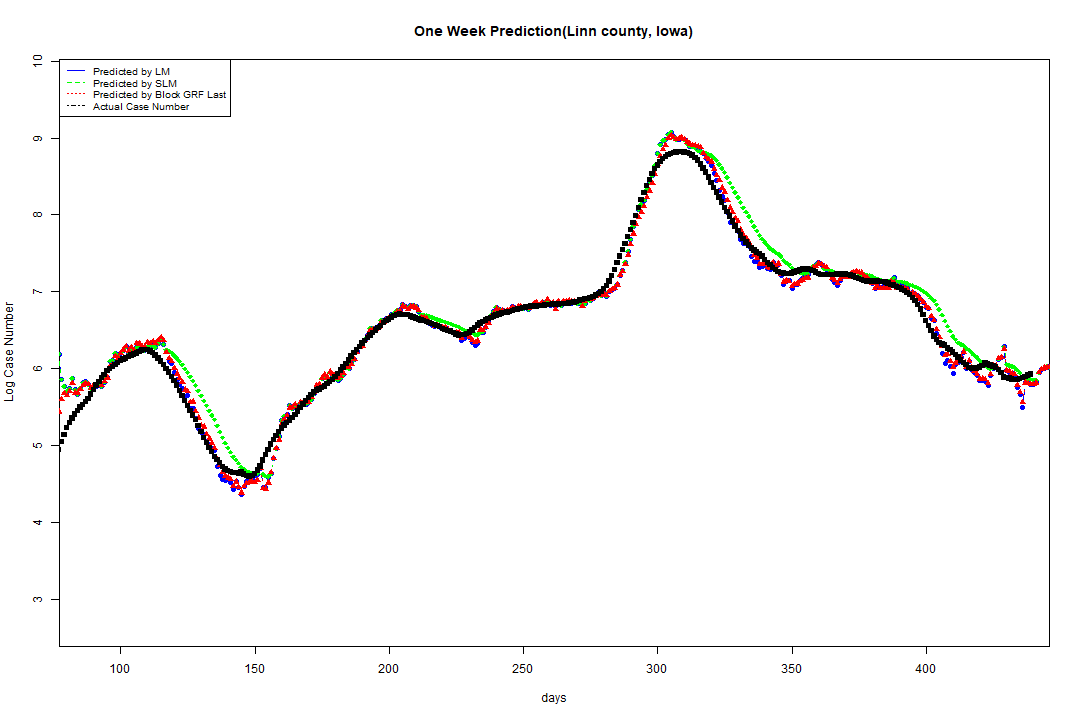 One Week Prediction(Linn county, Iowa)
Predicted by LM
Predicted by SLM
Predicted by Block GRF Last
Actual Case Number
10
9
8
7
6
5
4
3
Log Case Number
100 150 200 250 300 350 400
days